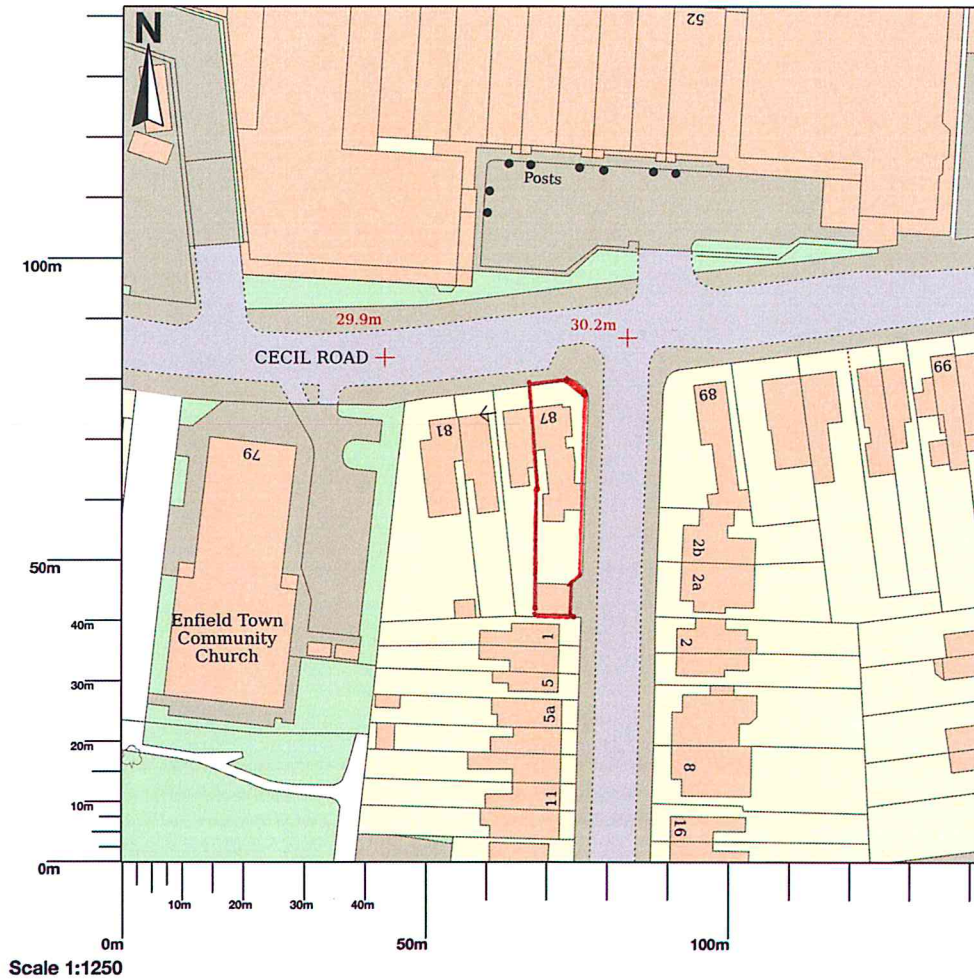 N
52
Posts
100m
29.9m
30.2m
CECIL ROAD
79
81
87
89
99
2b
2a
50m
Enfield Town
Community
Church
40m
1
2
30m
5
5a
20m
8
10m
11
16
0m
10m
20m
30m
40m
0m
50m
100m
Scale 1:1250